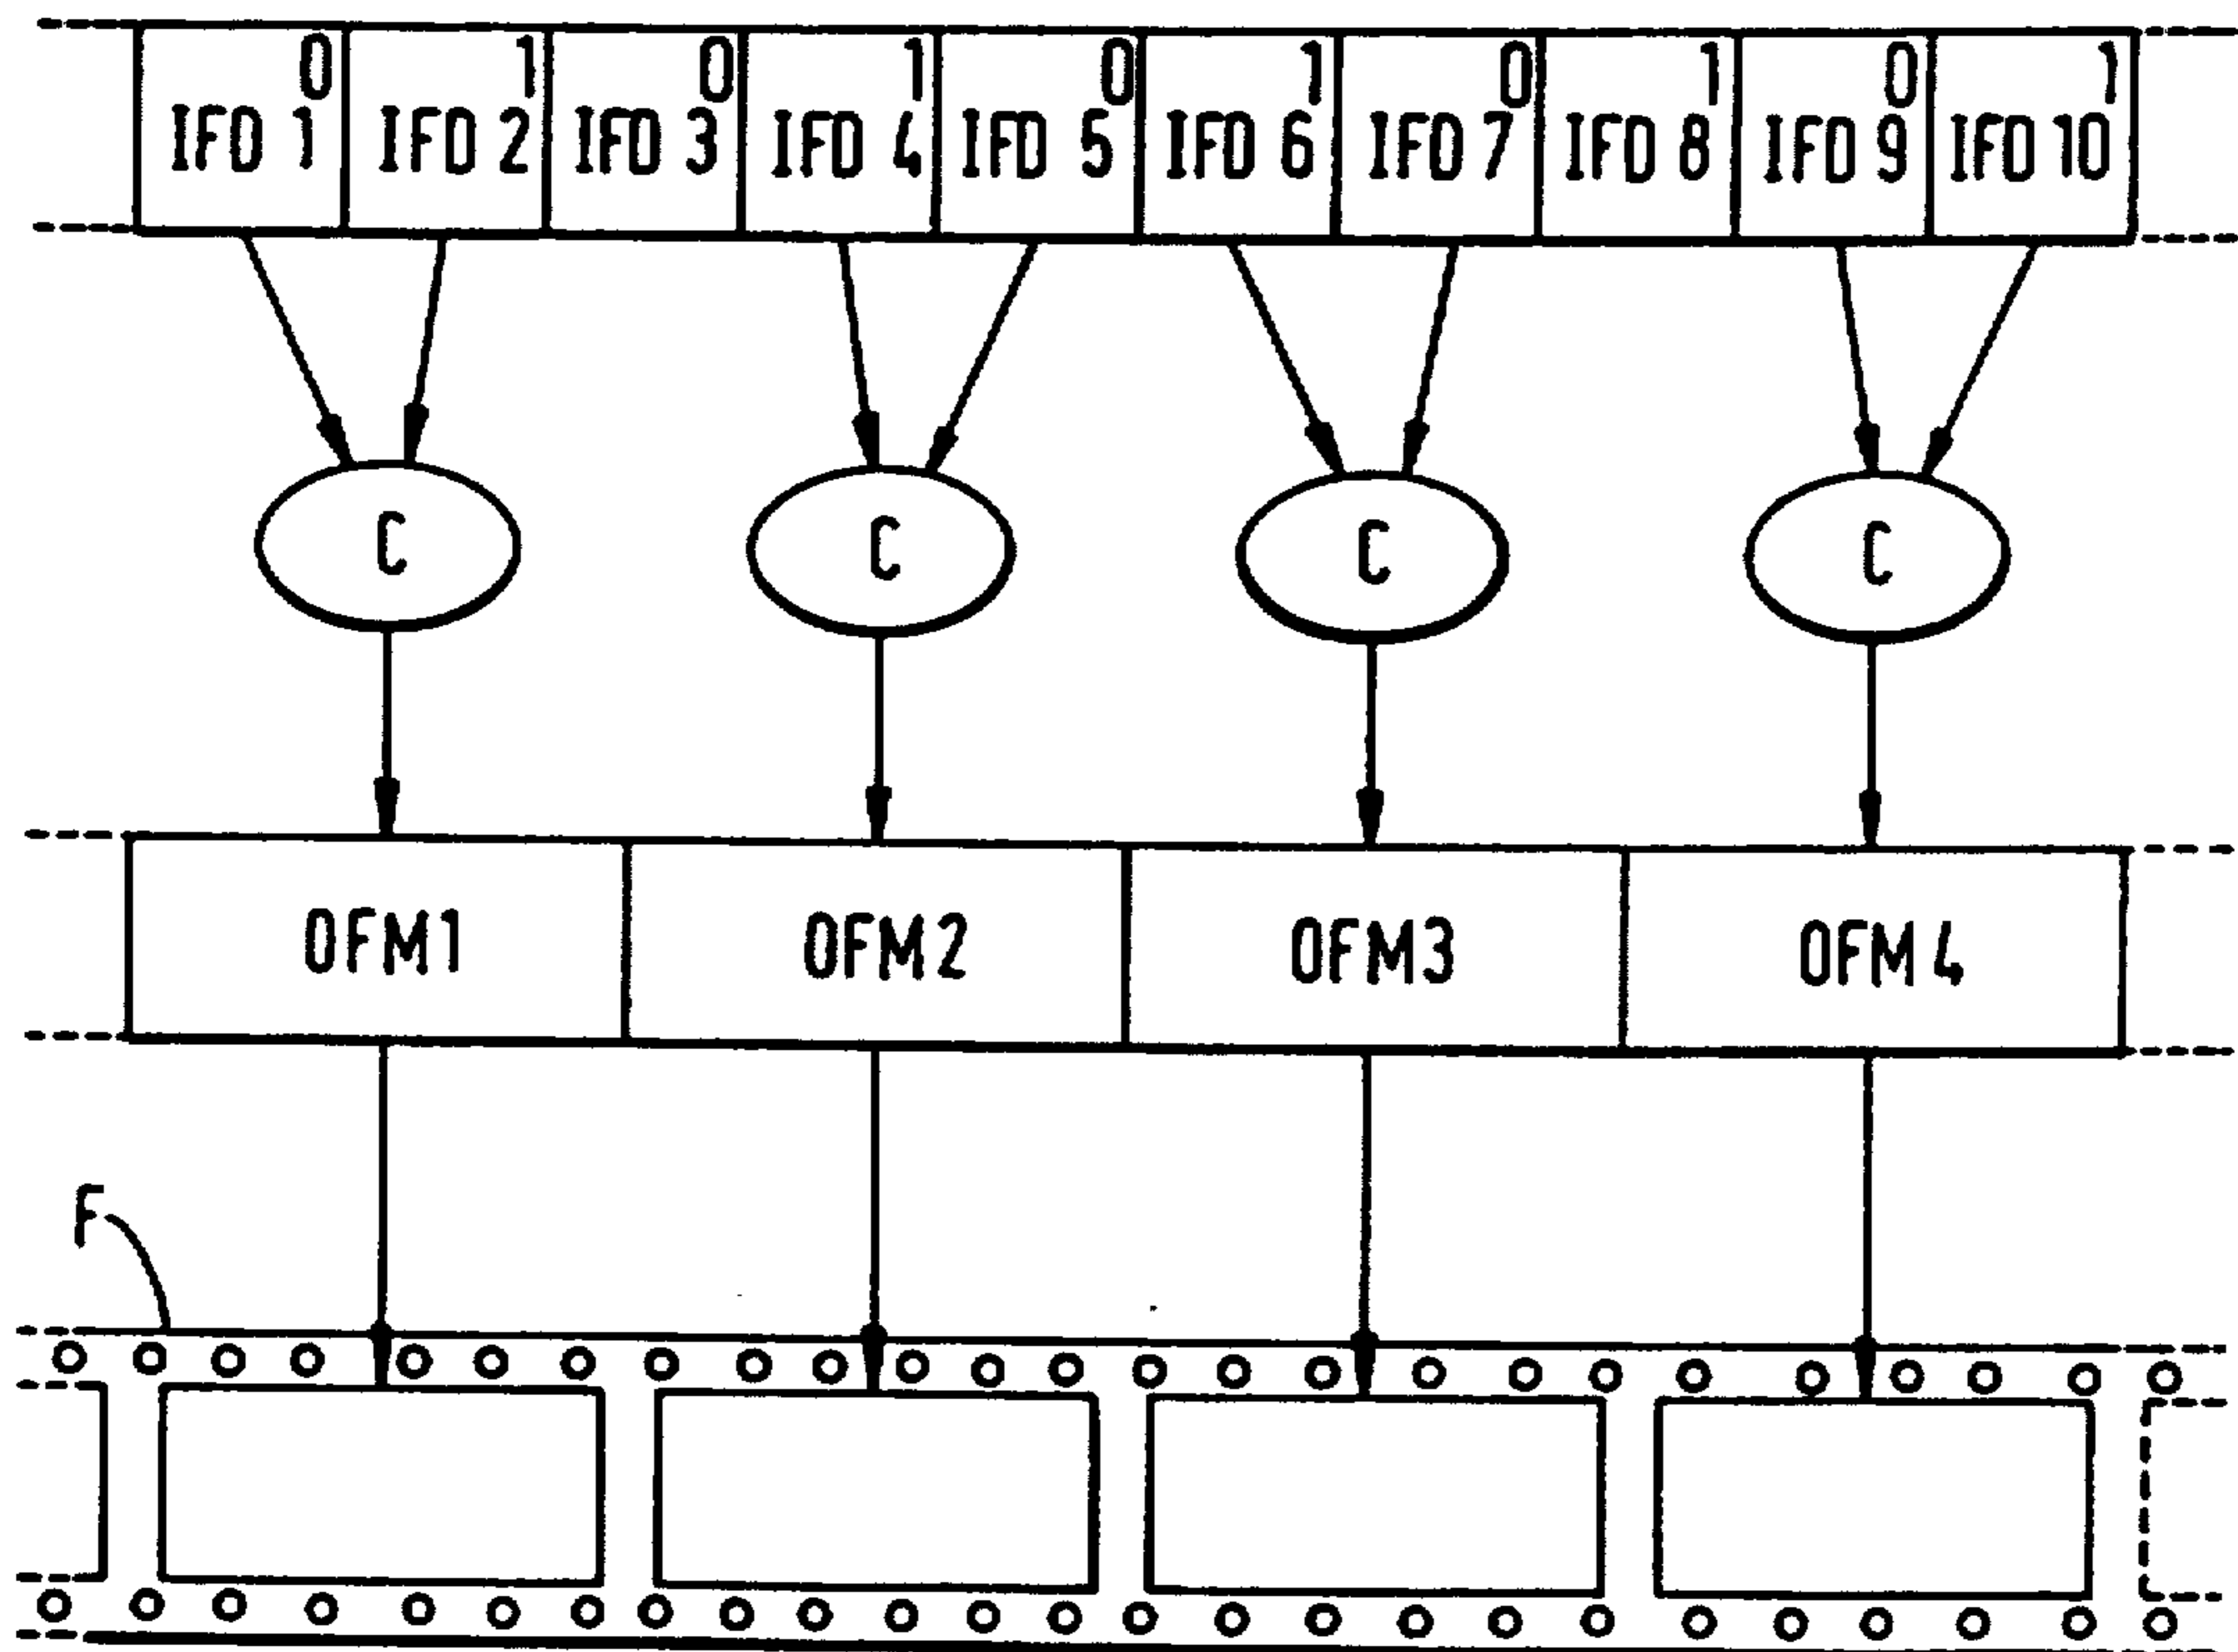 0 1 0 1 0 1 0 1 0 1
IFD 1 IFD 2 IFD 3 IFD 4 IFD 5 IFD 6 IFD 7 IFD 8 IFD 9 IFD 10
C C C C
OFM1 OFM2 OFM3 OFM4
F